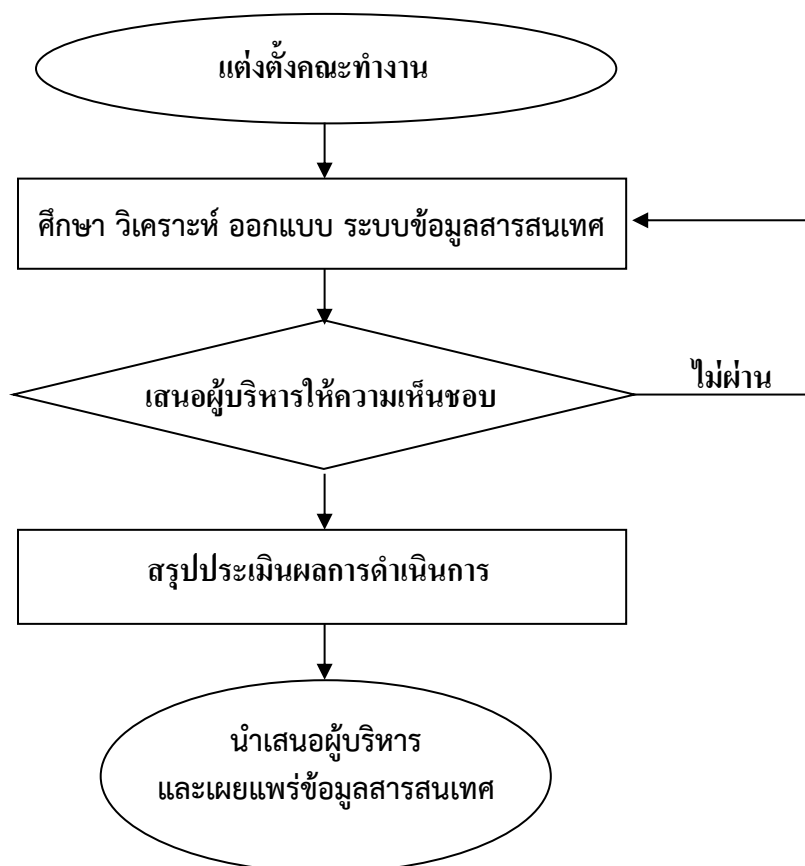 แต่งตั้งคณะทำงาน
ศึกษา วิเคราะห์ ออกแบบ ระบบข้อมูลสารสนเทศ
เสนอผู้บริหารให้ความเห็นชอบ
ไม่ผ่าน
สรุปประเมินผลการดำเนินการ
นำเสนอผู้บริหาร
และเผยแพร่ข้อมูลสารสนเทศ